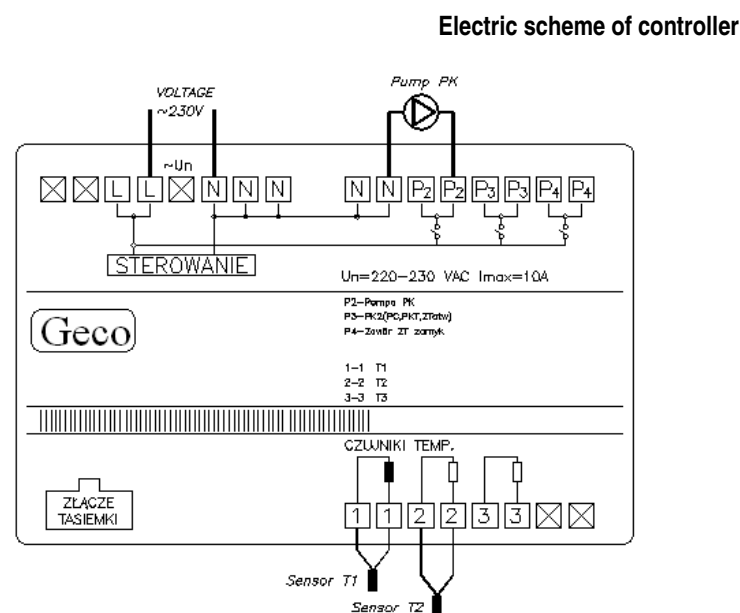 Electric scheme of controller
Pump PK
VOLTAGE
~230V
~Un
L L N N N N N P2 P2 P3 P3 P4 P4
STEROWANIE
Un=220-230 VAC Imax=10A
P2-Pompa PK
P3-PK2(PC,PKT,ZTotw)
P4-Zawór ZT zamyk
Geco
1-1 T1
2-2 T2
3-3 T3
CZUJNIKI TEMP.
ZŁĄCZE
TASIEMKI
1 1 2 2 3 3
Sensor T1
Sensor T2